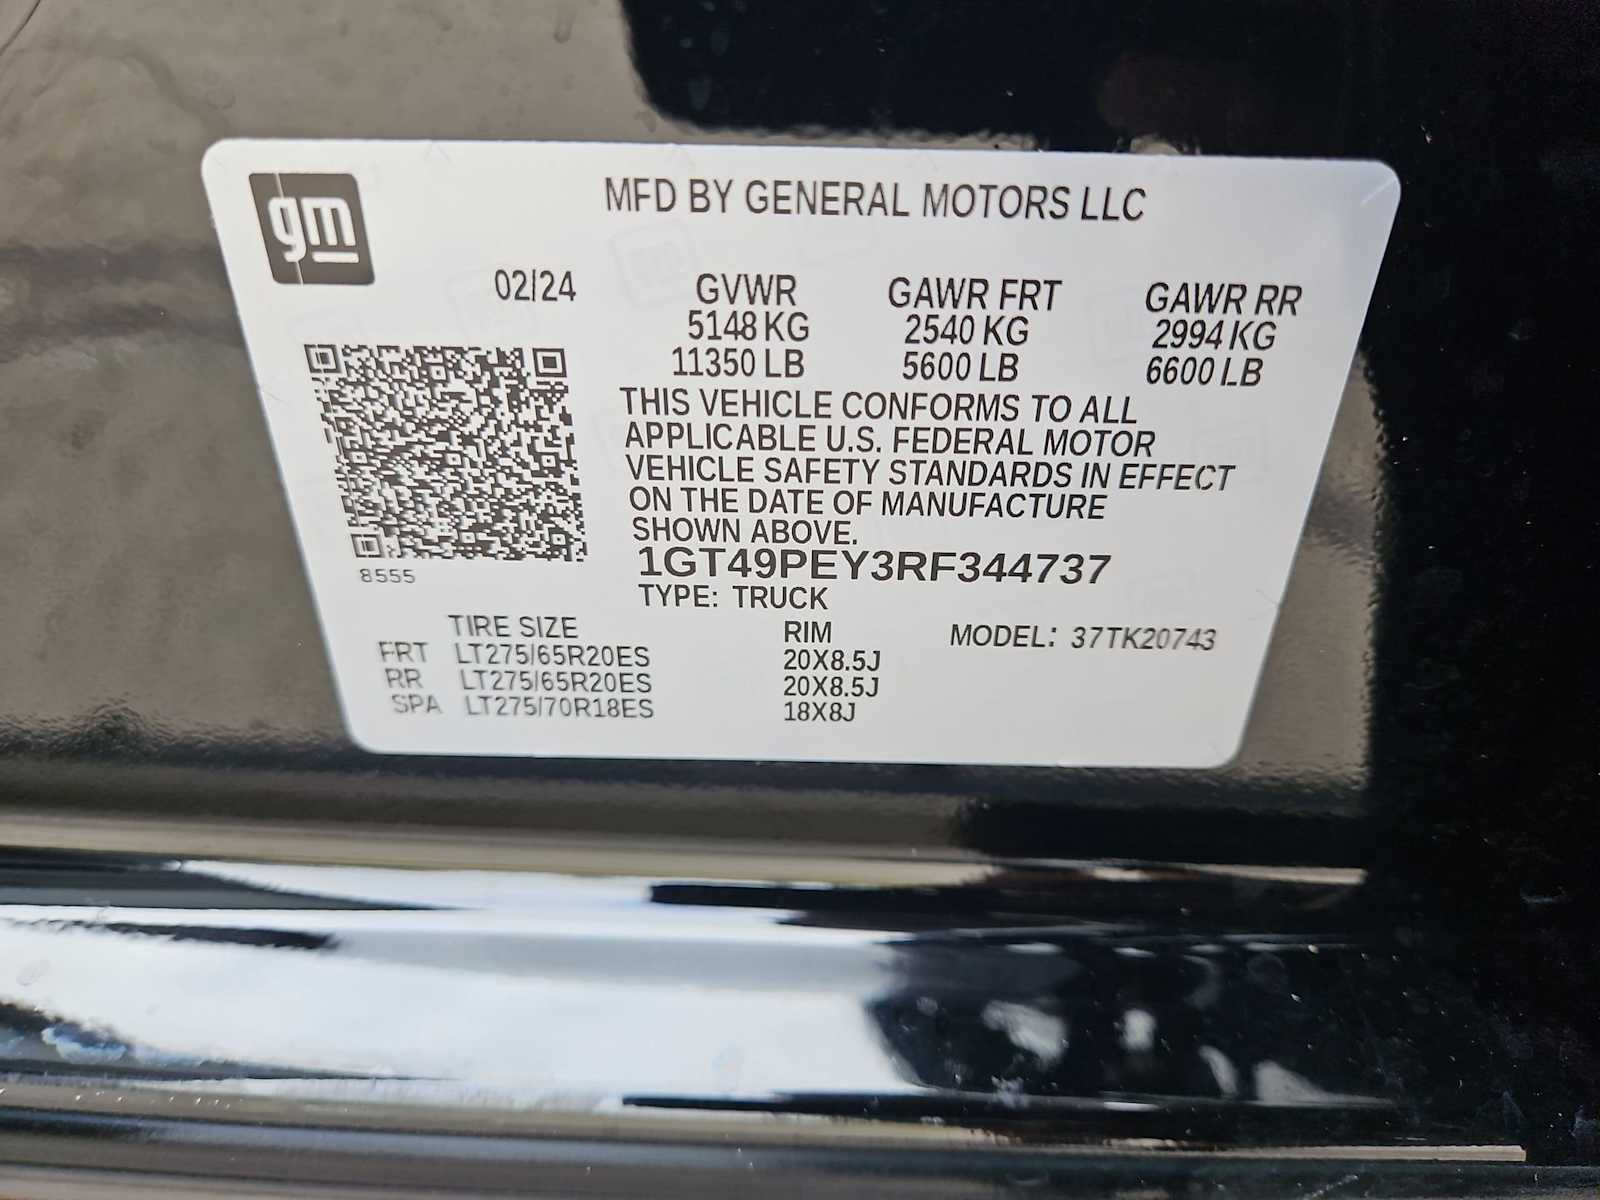 gm
MFD BY GENERAL MOTORS LLC
02/24 GVWR GAWR FRT GAWR RR
5148 KG 2540 KG 2994 KG
11350 LB 5600 LB 6600 LB
THIS VEHICLE CONFORMS TO ALL
APPLICABLE U.S. FEDERAL MOTOR
VEHICLE SAFETY STANDARDS IN EFFECT
ON THE DATE OF MANUFACTURE
SHOWN ABOVE.
1GT49PEY3RF344737
8555
TYPE: TRUCK
TIRE SIZE RIM MODEL: 37TK20743
FRT LT275/65R20ES 20X8.5J
RR LT275/65R20ES 20X8.5J
SPA LT275/70R18ES 18X8J